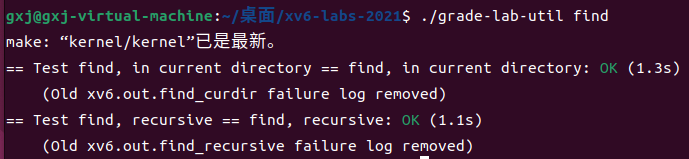 gxj@gxj-virtual-machine:~/桌面/xv6-labs-2021$ ./grade-lab-util find
make: “kernel/kernel”已是最新。
== Test find, in current directory == find, in current directory: OK (1.3s)
    (Old xv6.out.find_curdir failure log removed)
== Test find, recursive == find, recursive: OK (1.1s)
    (Old xv6.out.find_recursive failure log removed)